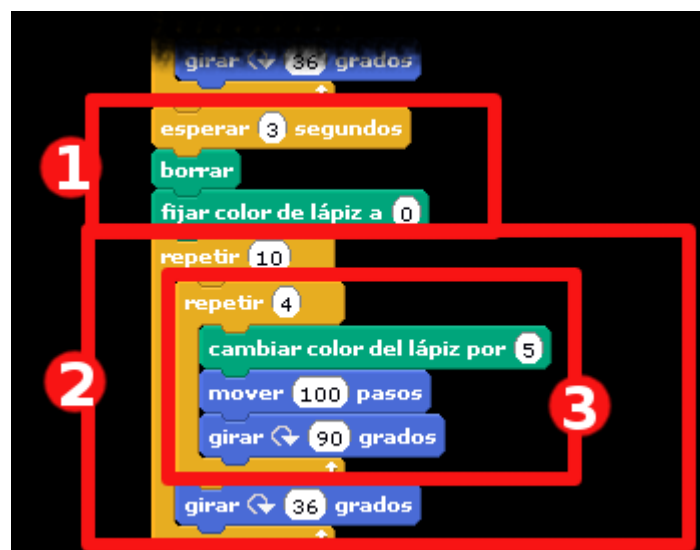 girar 36 grados
esperar 3 segundos
1
borrar
fijar color de lápiz a 0
repetir 10
repetir 4
cambiar color del lápiz por 5
2
mover 100 pasos
3
girar 90 grados
girar 36 grados